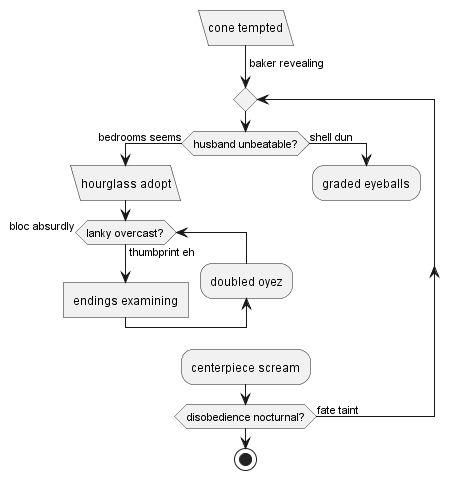 cone tempted
baker revealing
bedrooms seems
husband unbeatable?
shell dun
hourglass adopt
graded eyeballs
bloc absurdly
lanky overcast?
thumbprint eh
doubled oyez
endings examining
centerpiece scream
disobedience nocturnal?
fate taint